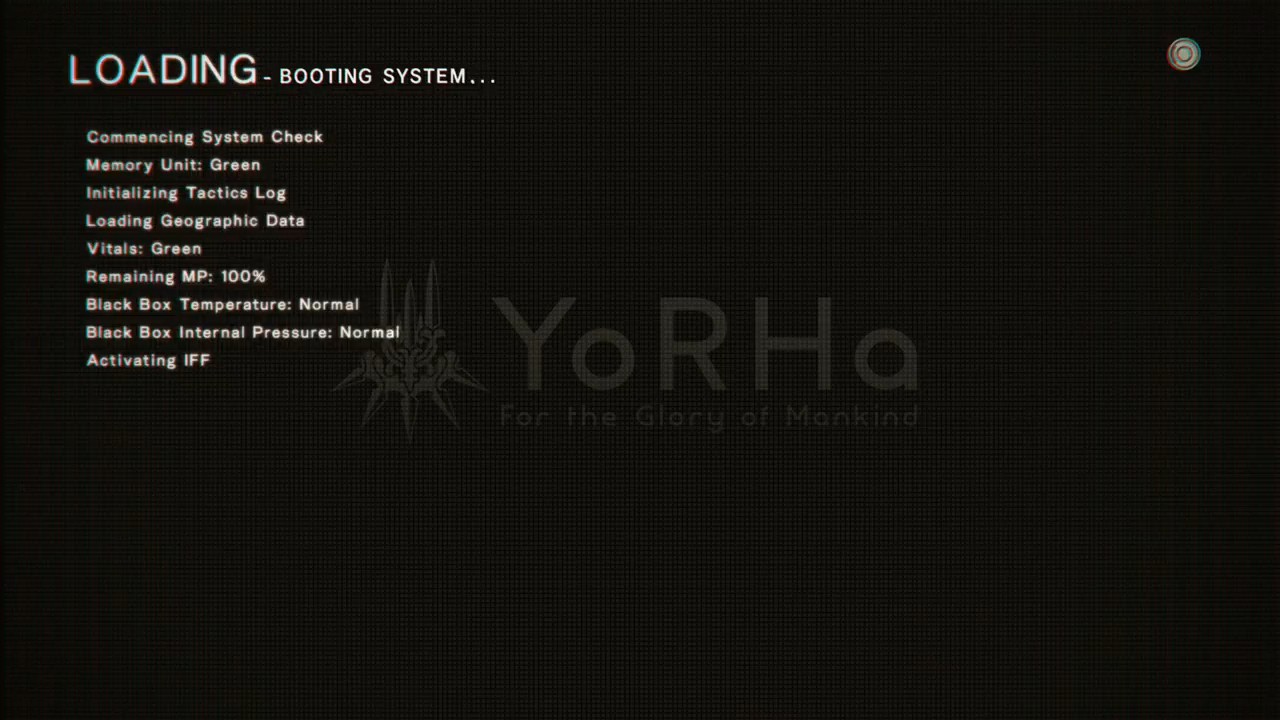 LOADING - BOOTING SYSTEM...
Commencing System Check
Memory Unit: Green
Initializing Tactics Log
Loading Geographic Data
Vitals: Green
Remaining MP: 100%
Black Box Temperature: Normal
Black Box Internal Pressure: Normal
Activating IFF
YoRHa
For the Glory of Mankind